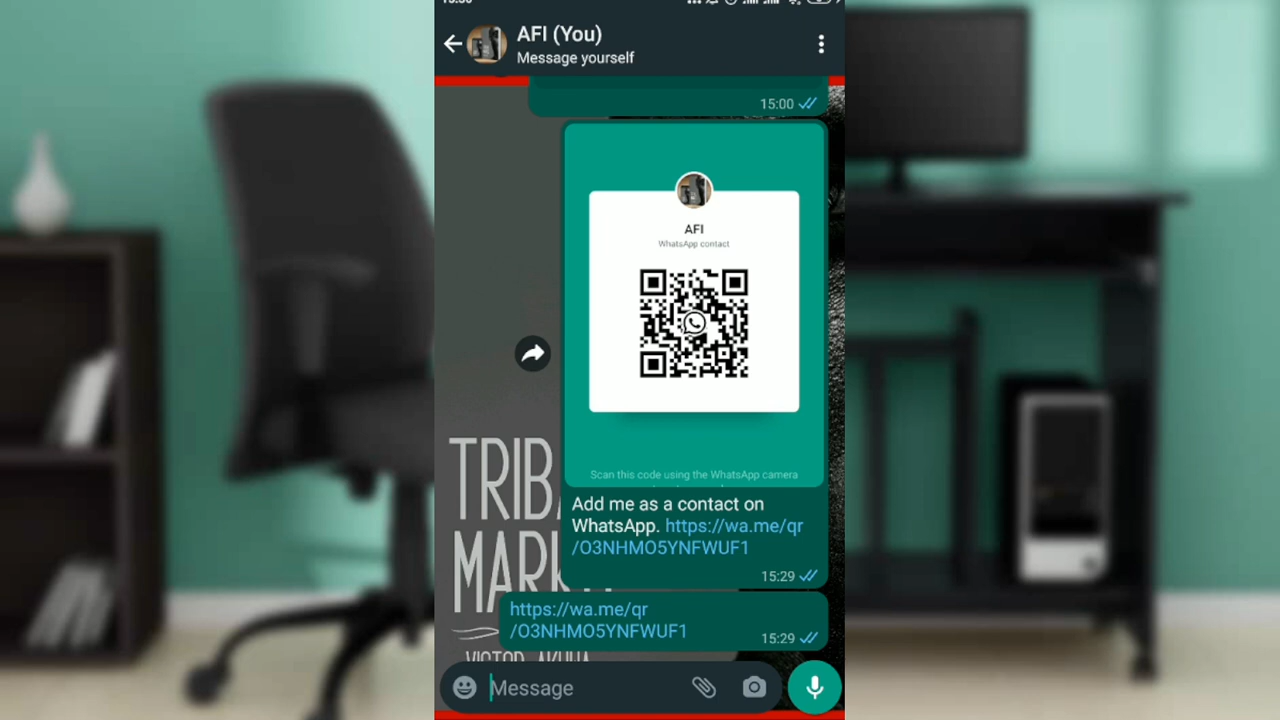 AFI (You)
Message yourself
15:00
AFI
WhatsApp contact
Scan this code using the WhatsApp camera
TRIBA
MARK
Add me as a contact on
WhatsApp. https://wa.me/qr
/O3NHMO5YNFWUF1
15:29
https://wa.me/qr
/O3NHMO5YNFWUF1
15:29
VICTOR
Message